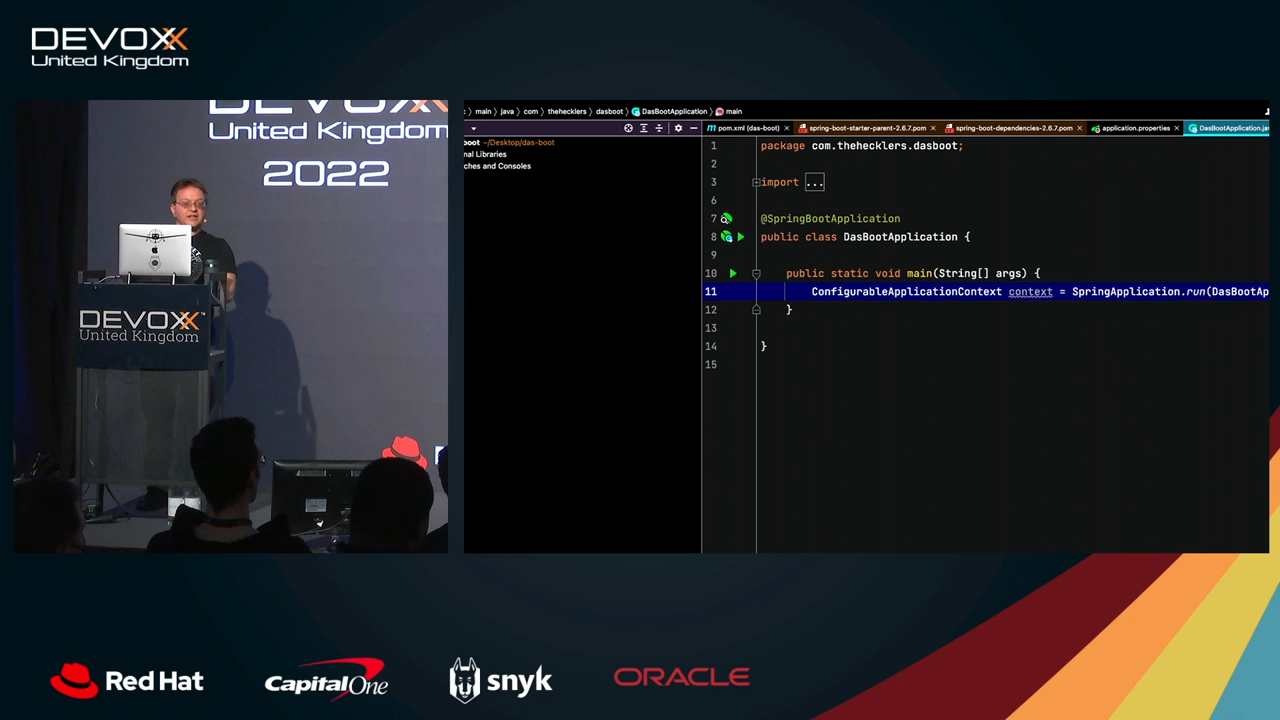 DEVOXX
United Kingdom
DEVOXX
United Kingdom
2022
DEVOXX
United Kingdom
main java com thehecklers dasboot DasBootApplication main
pom.xml (das-boot) spring-boot-starter-parent-2.6.7.pom spring-boot-dependencies-2.6.7.pom application.properties DasBootApplication.ja
boot ~/Desktop/das-boot
nal Libraries
ches and Consoles
1 package com.thehecklers.dasboot;
2
3 import ...
6
7 @SpringBootApplication
8 public class DasBootApplication {
9
10 public static void main(String[] args) {
11 ConfigurableApplicationContext context = SpringApplication.run(DasBootAp
12 }
13
14 }
15
Red Hat
Capital One
snyk
ORACLE